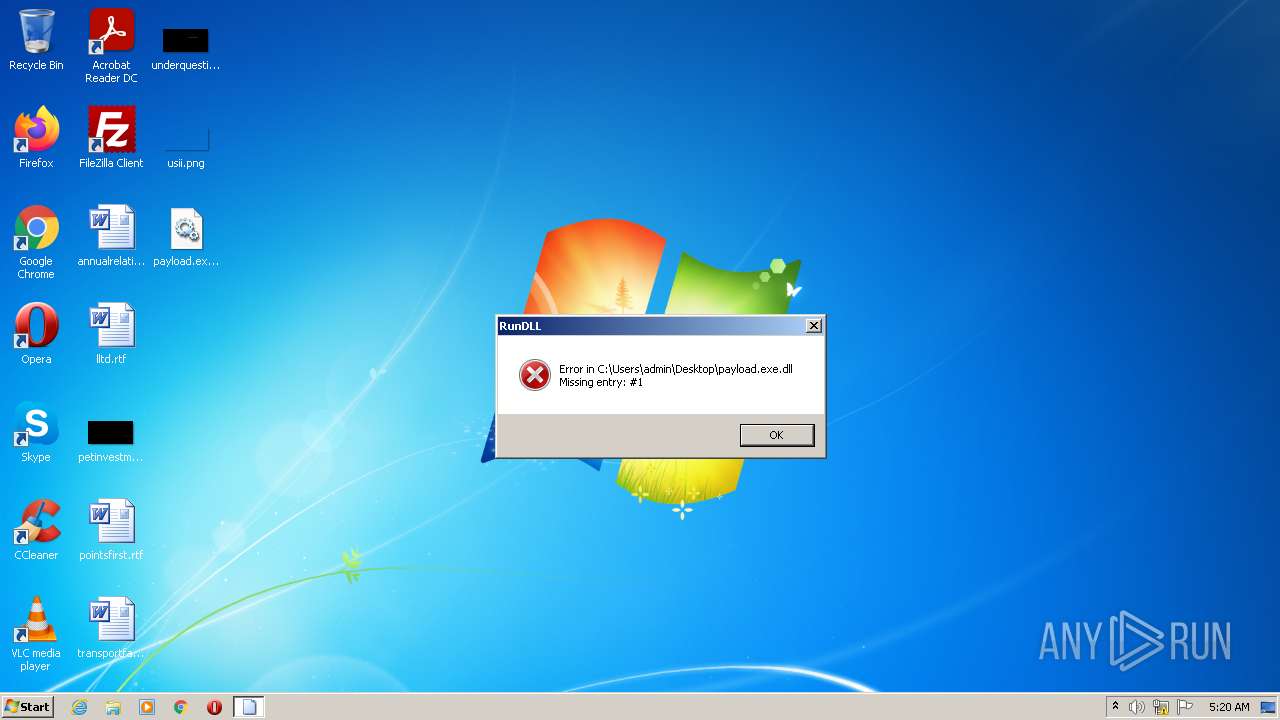 Recycle Bin
Acrobat
Reader DC
underquesti...
Firefox
FileZilla Client
usii.png
Google
Chrome
annualrelati...
payload.ex...
Opera
lltd.rtf
Skype
petinvestm...
CCleaner
pointsfirst.rtf
VLC media
player
transportfa...
RunDLL
Error in C:\Users\admin\Desktop\payload.exe.dll
Missing entry: #1
OK
ANY RUN
Start
5:20 AM